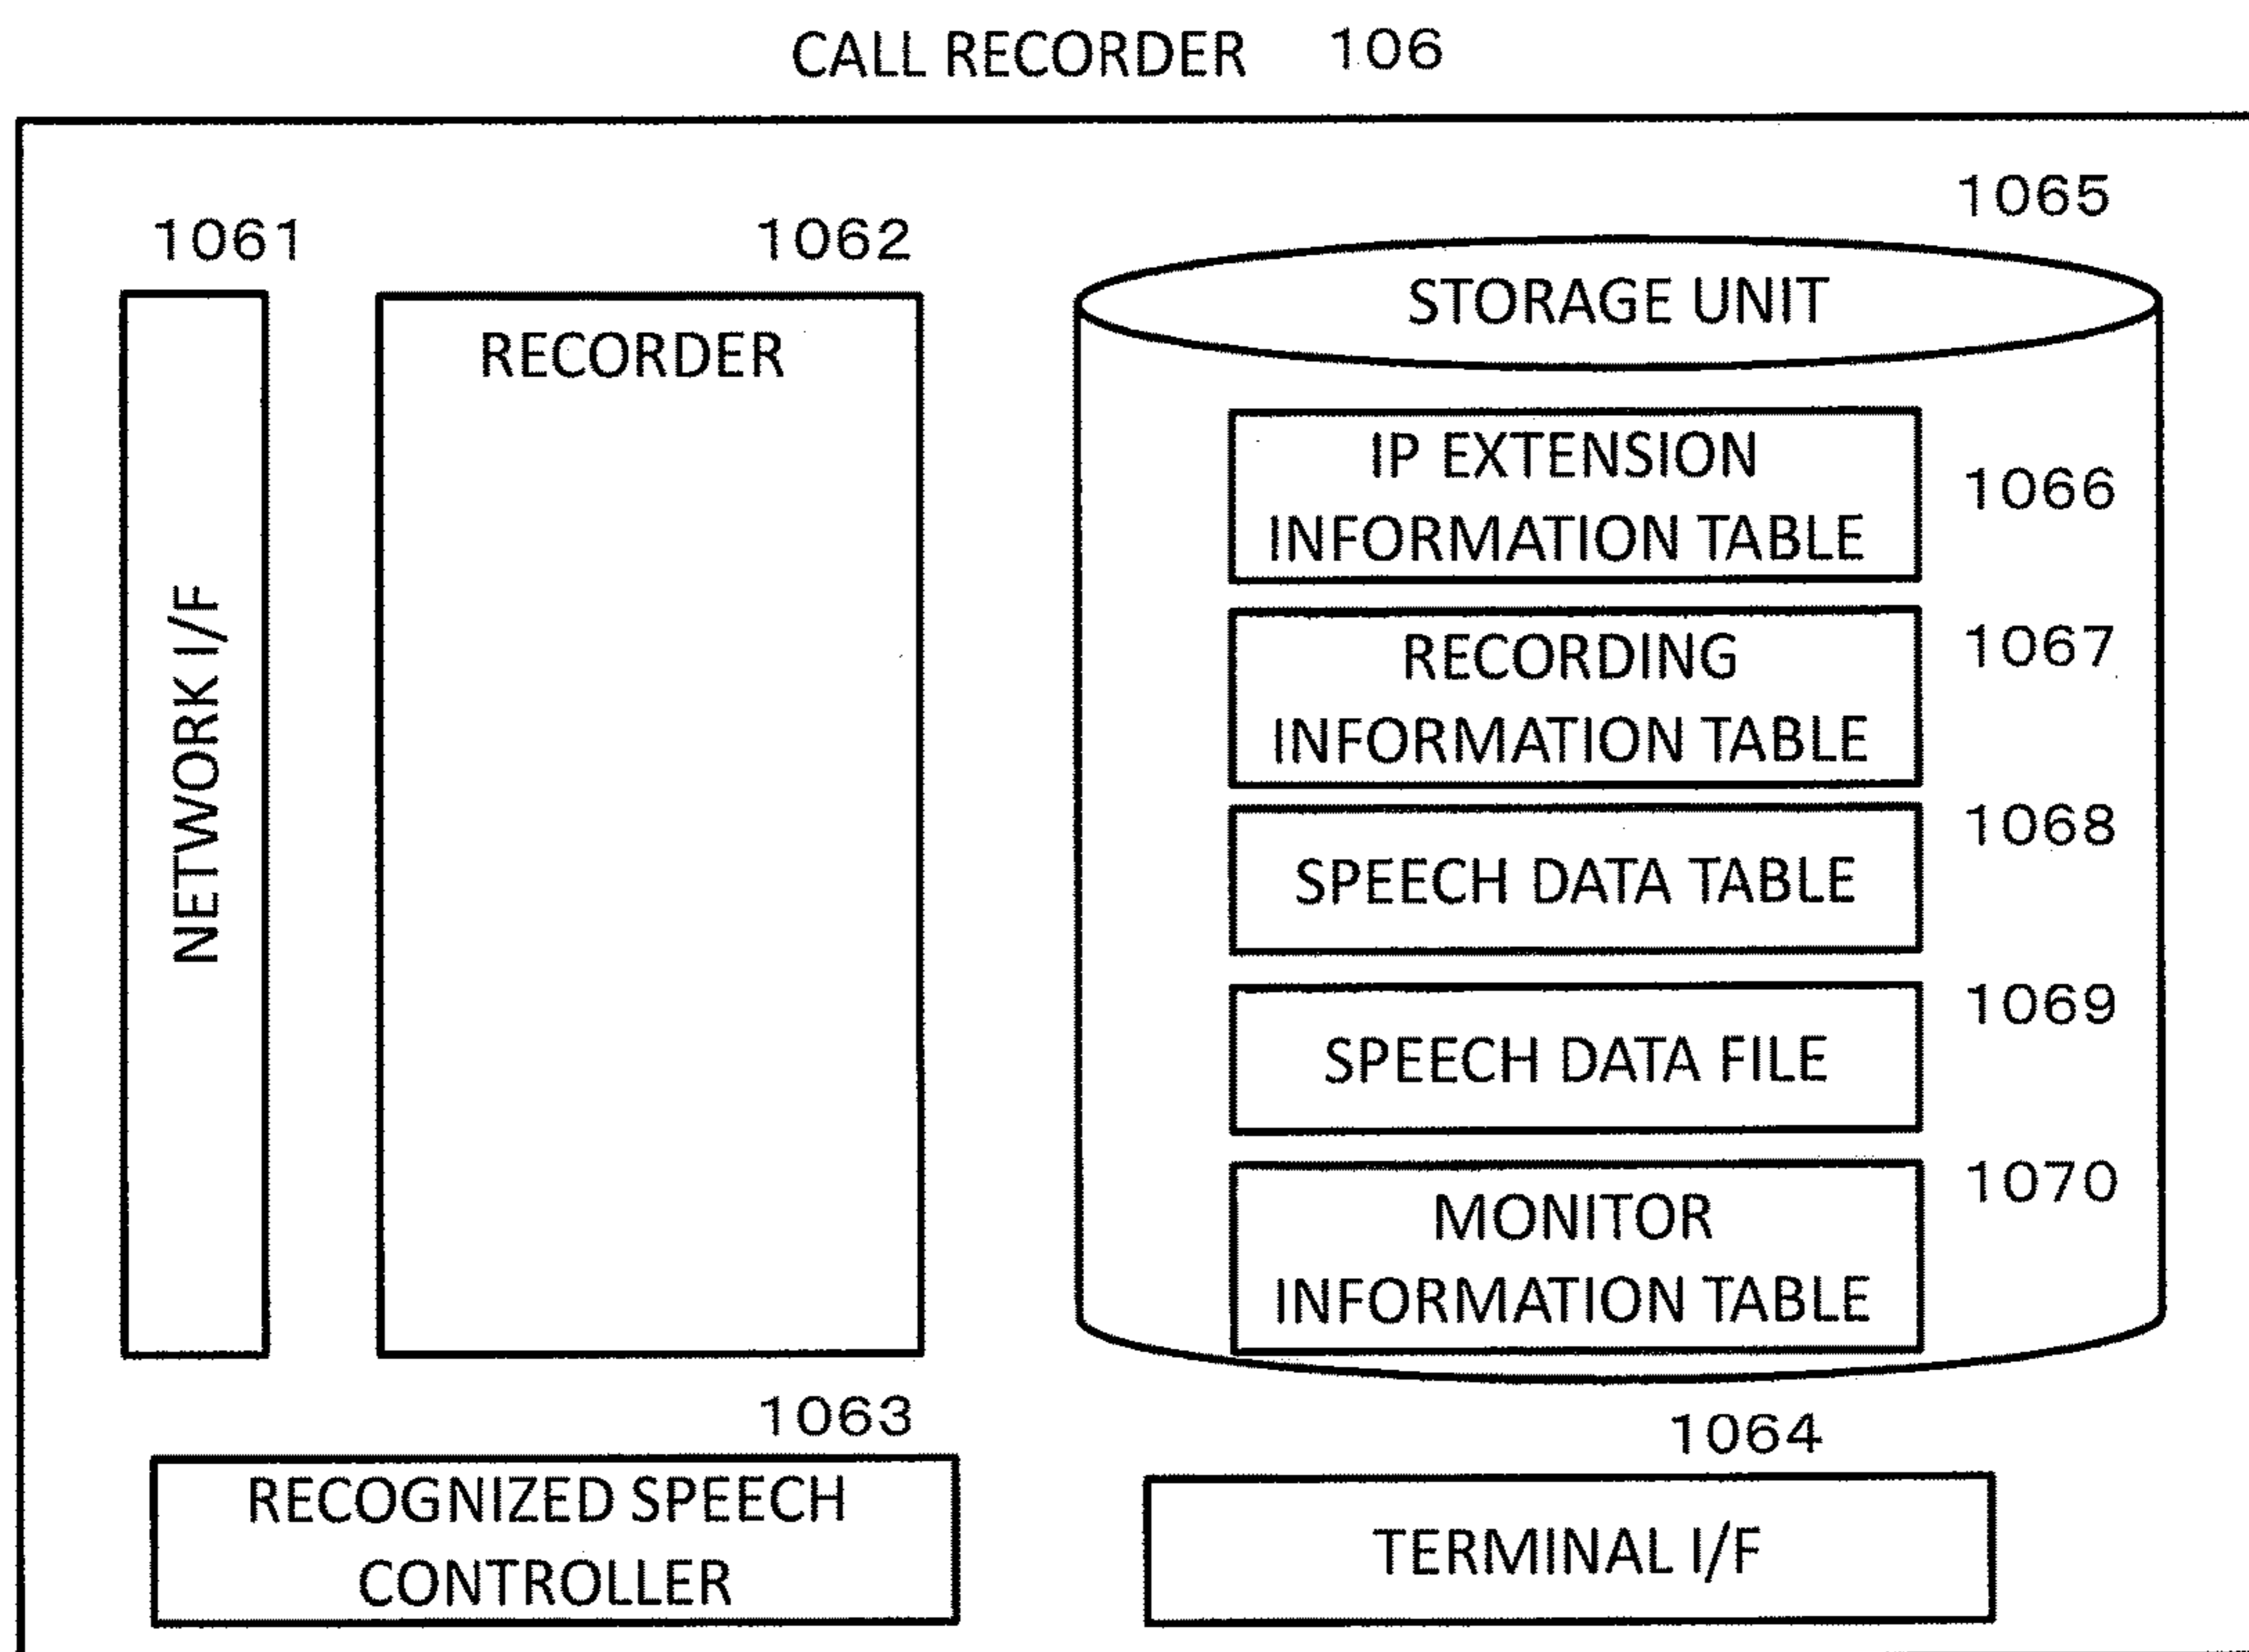 CALL RECORDER 106
1061
1062
1065
NETWORK I/F
RECORDER
STORAGE UNIT
IP EXTENSION
INFORMATION TABLE
1066
RECORDING
INFORMATION TABLE
1067
SPEECH DATA TABLE
1068
SPEECH DATA FILE
1069
MONITOR
INFORMATION TABLE
1070
1063
RECOGNIZED SPEECH
CONTROLLER
1064
TERMINAL I/F